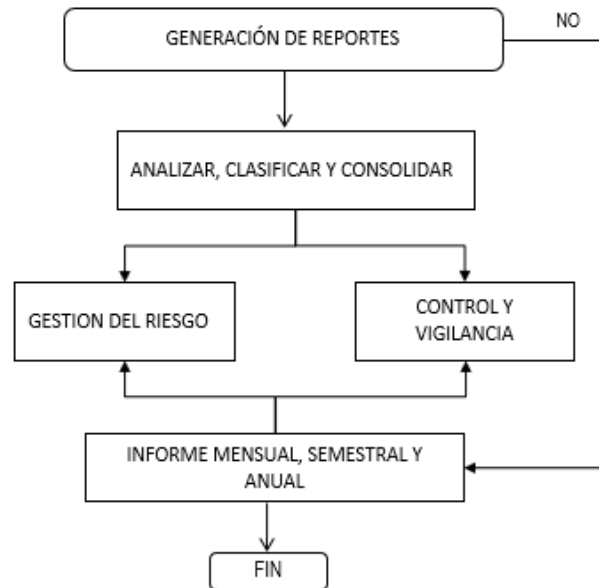 GENERACIÓN DE REPORTES
NO
ANALIZAR, CLASIFICAR Y CONSOLIDAR
GESTION DEL RIESGO
CONTROL Y
VIGILANCIA
INFORME MENSUAL, SEMESTRAL Y
ANUAL
FIN